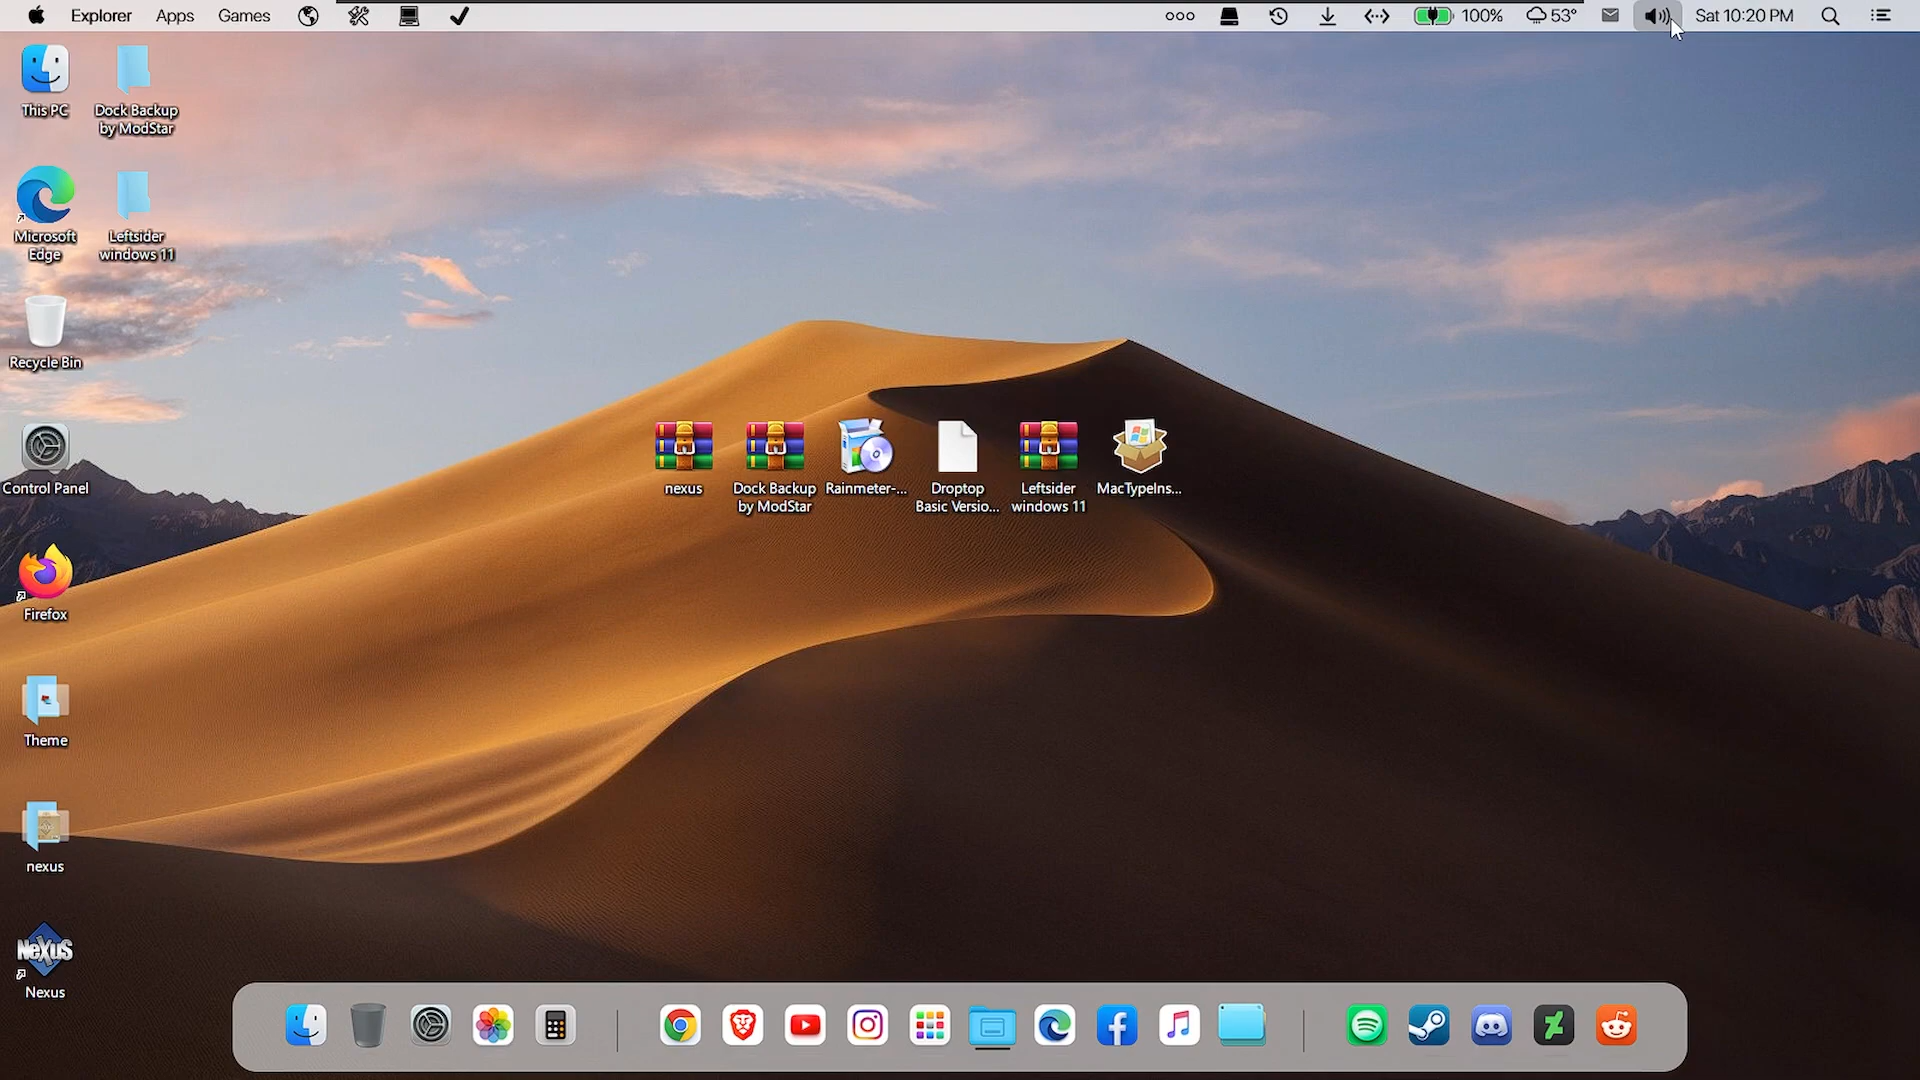 Explorer Apps Games
100% 53° Sat 10:20 PM
This PC
Dock Backup
by ModStar
Microsoft
Edge
Leftsider
windows 11
Recycle Bin
Control Panel
Firefox
Theme
nexus
NeXuS
Nexus
nexus
Dock Backup
by ModStar
Rainmeter-...
Droptop
Basic Versio...
Leftsider
windows 11
MacTypeIns...